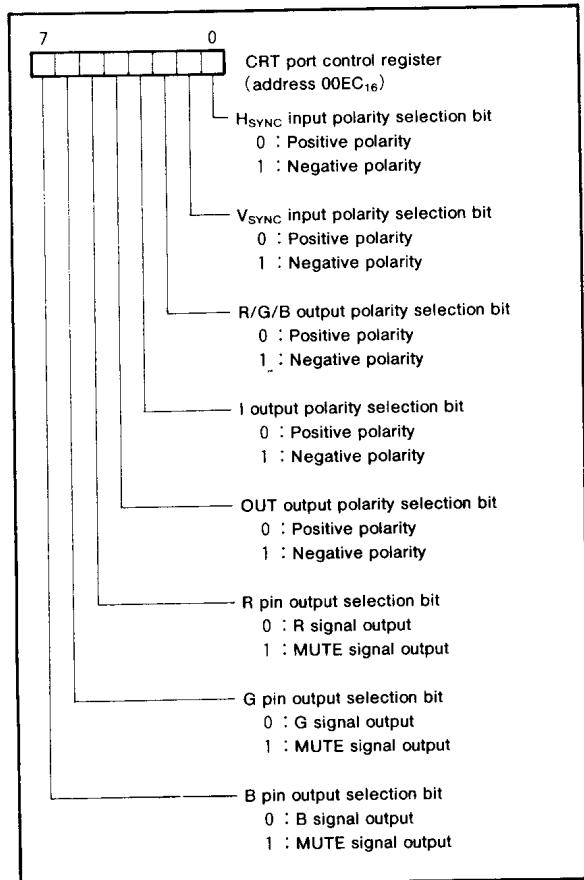 7 0
CRT port control register
(address 00EC₁₆)
H_SYNC input polarity selection bit
0 : Positive polarity
1 : Negative polarity
V_SYNC input polarity selection bit
0 : Positive polarity
1 : Negative polarity
R/G/B output polarity selection bit
0 : Positive polarity
1 : Negative polarity
I output polarity selection bit
0 : Positive polarity
1 : Negative polarity
OUT output polarity selection bit
0 : Positive polarity
1 : Negative polarity
R pin output selection bit
0 : R signal output
1 : MUTE signal output
G pin output selection bit
0 : G signal output
1 : MUTE signal output
B pin output selection bit
0 : B signal output
1 : MUTE signal output